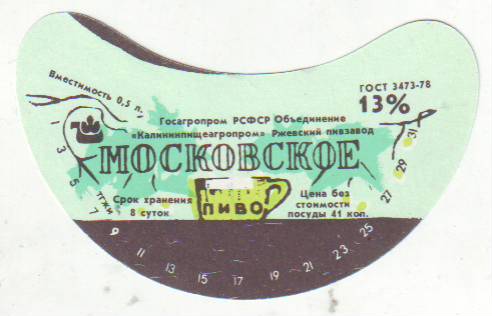 Вместимость 0,5 л.
ГОСТ 3473-78
13%
Госагропром РСФСР Объединение
«Калининпищеагропром» Ржевский пивзавод
МОСКОВСКОЕ
Срок хранения
8 суток
ПИВО
Цена без
стоимости
посуды 41 коп.
1 3 5 7 9 11 13 15 17 19 21 23 25 27 29 31